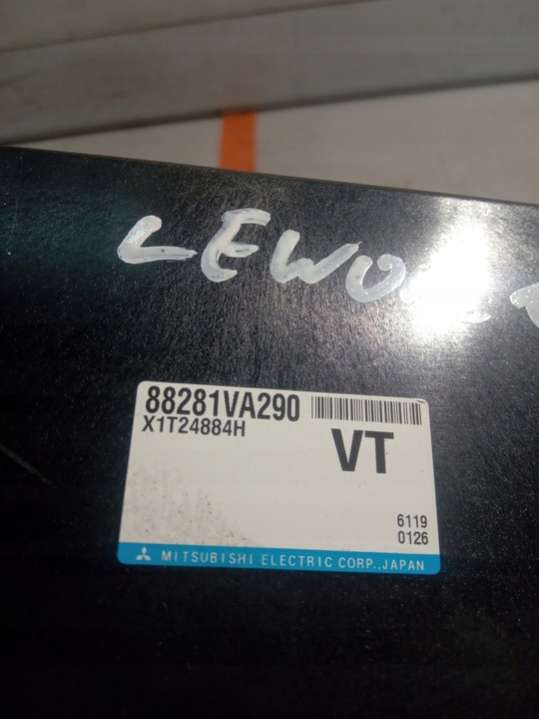 88281VA290
X1T24884H
VT
6119
0126
MITSUBISHI ELECTRIC CORP.,JAPAN